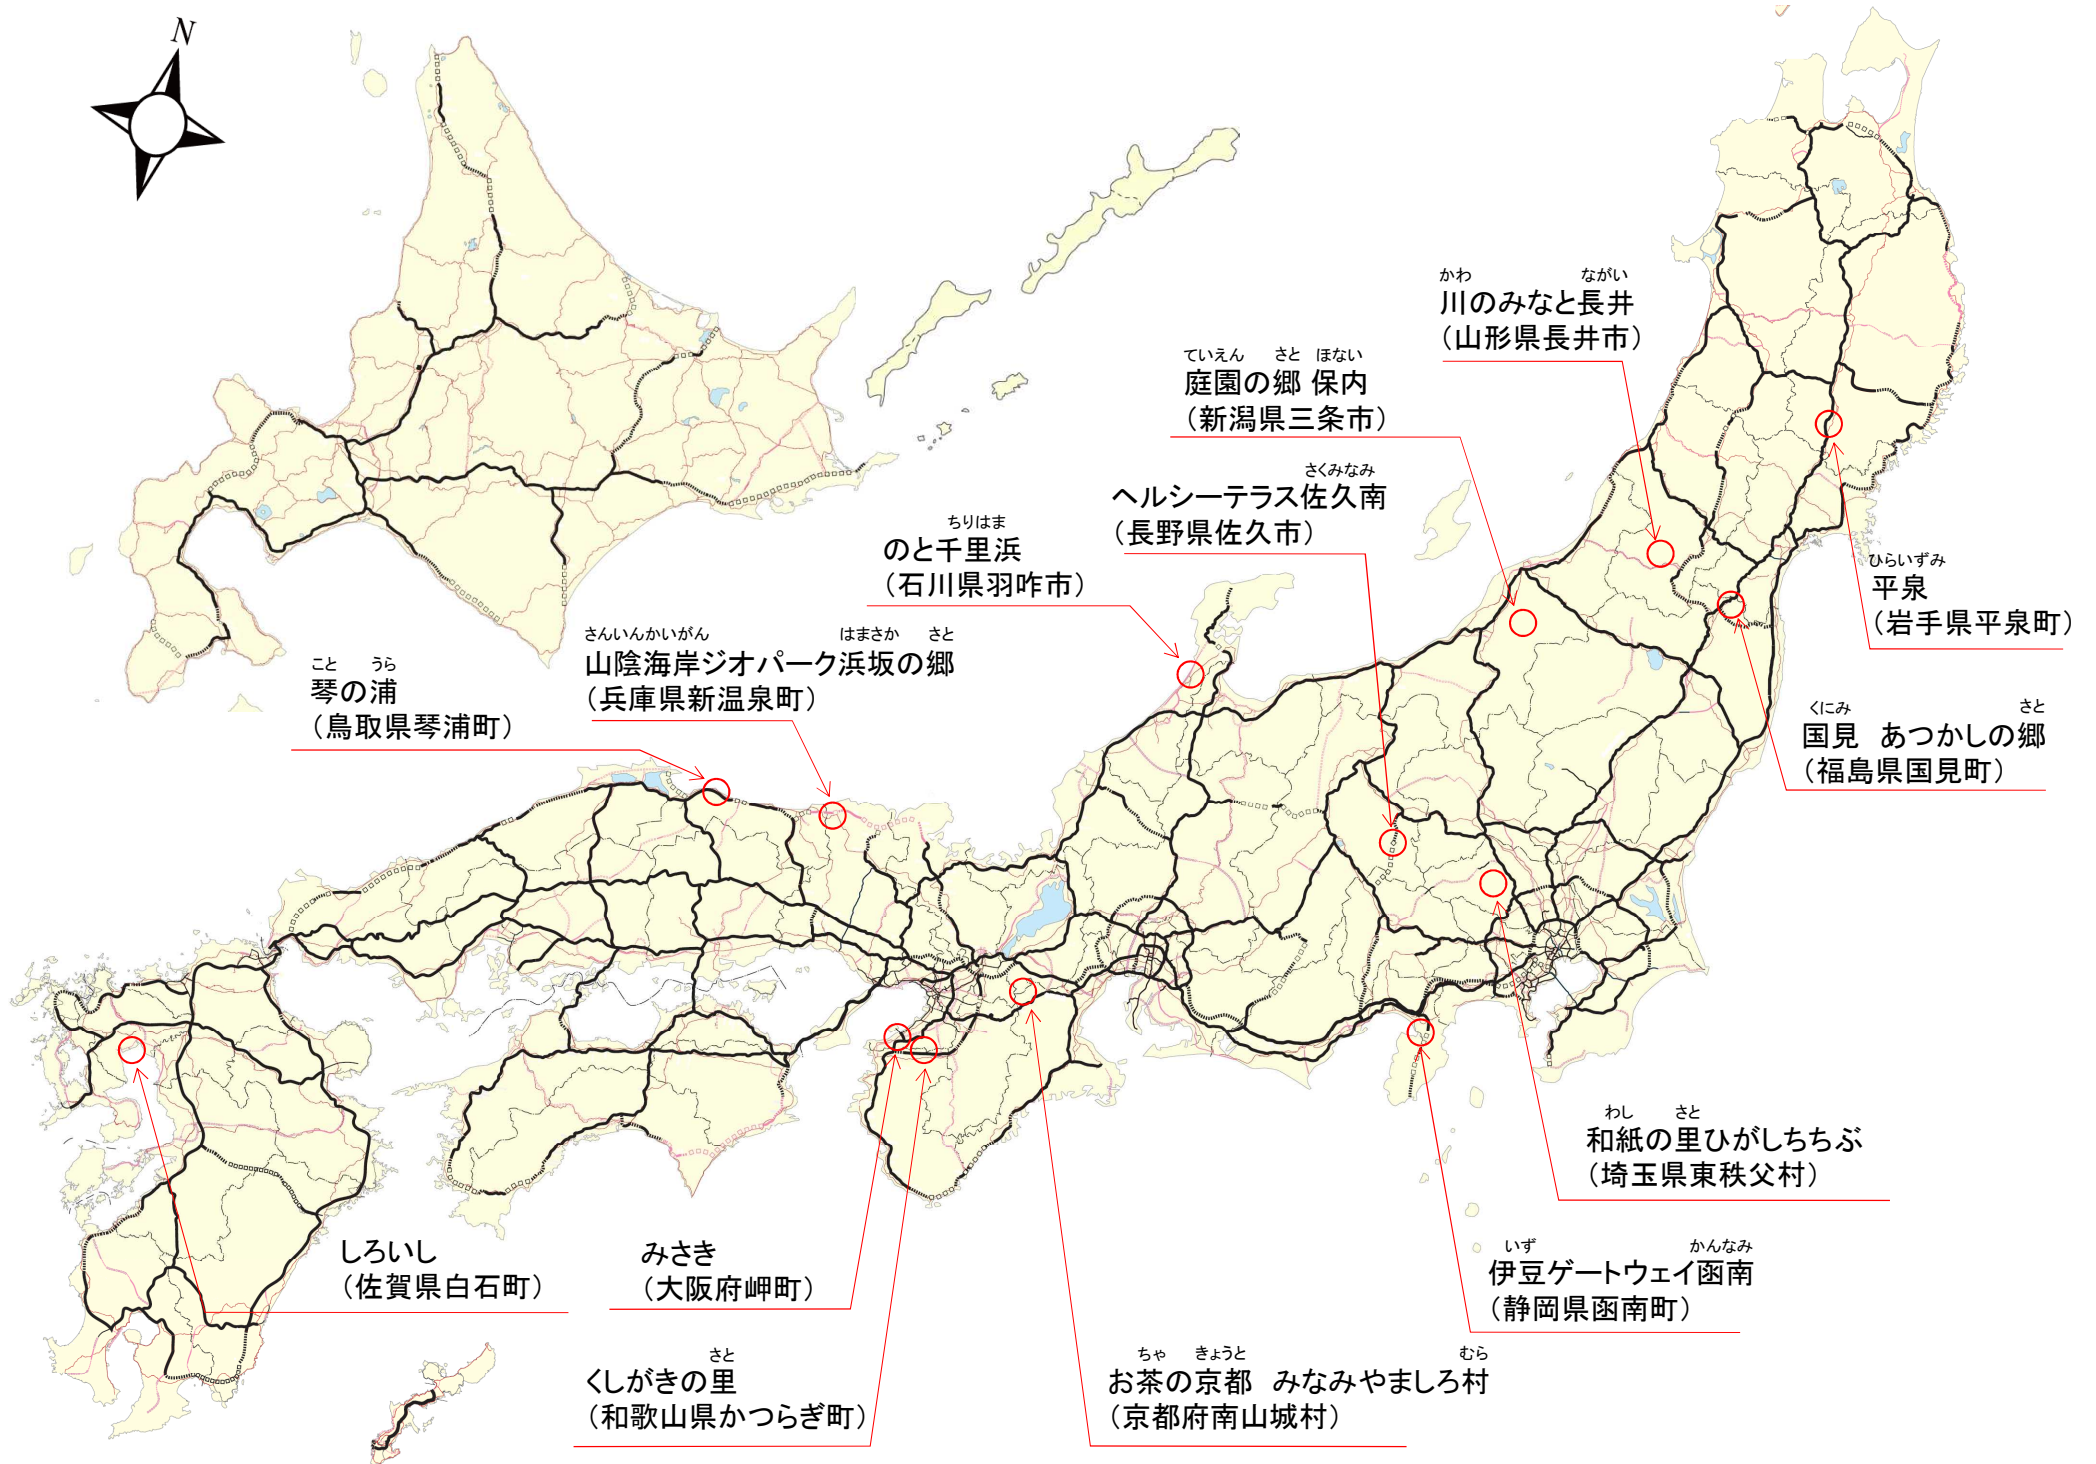 N
かわ ながい
川のみなと長井
（山形県長井市）
ていえん さと ほない
庭園の郷 保内
（新潟県三条市）
さくみなみ
ヘルシーテラス佐久南
（長野県佐久市）
ちりはま
のと千里浜
（石川県羽咋市）
さんいんかいがん はまさか さと
山陰海岸ジオパーク浜坂の郷
（兵庫県新温泉町）
こと うら
琴の浦
（鳥取県琴浦町）
ひらいずみ
平泉
（岩手県平泉町）
くにみ さと
国見 あつかしの郷
（福島県国見町）
わし さと
和紙の里ひがしちちぶ
（埼玉県東秩父村）
いず かんなみ
伊豆ゲートウェイ函南
（静岡県函南町）
しろいし
（佐賀県白石町）
みさき
（大阪府岬町）
さと
くしがきの里
（和歌山県かつらぎ町）
ちゃ きょうと むら
お茶の京都 みなみやましろ村
（京都府南山城村）